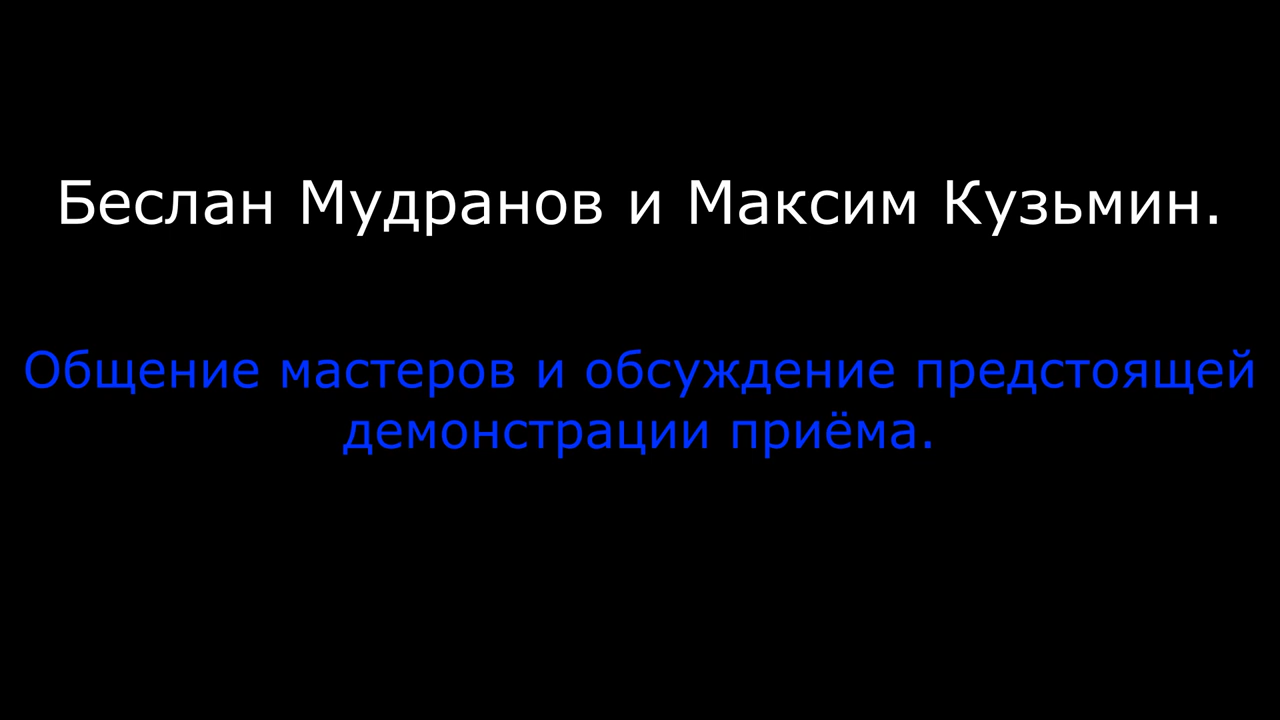 Беслан Мудранов и Максим Кузьмин.
Общение мастеров и обсуждение предстоящей
демонстрации приёма.